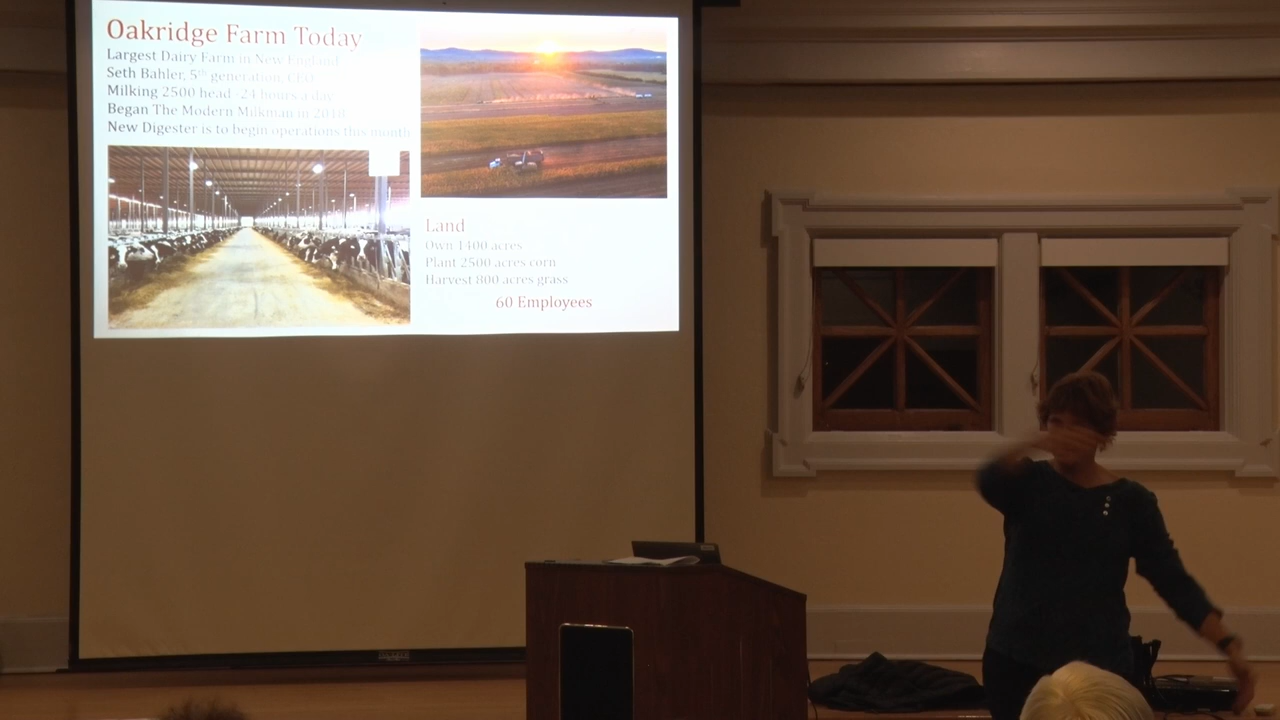 Oakridge Farm Today
Largest Dairy Farm in New England
Seth Bahler, 5th generation, CEO
Milking 2500 head -24 hours a day
Began The Modern Milkman in 2018
New Digester is to begin operations this month
Land
Own 1400 acres
Plant 2500 acres corn
Harvest 800 acres grass
60 Employees